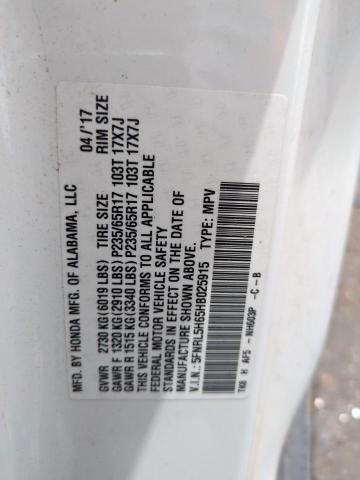 MFD. BY HONDA MFG. OF ALABAMA, LLC 04/'17
GVWR 2730 KG(6019 LBS) TIRE SIZE RIM SIZE
GAWR F 1320 KG(2910 LBS) P235/65R17 103T 17X7J
GAWR R 1515 KG(3340 LBS) P235/65R17 103T 17X7J
THIS VEHICLE CONFORMS TO ALL APPLICABLE
FEDERAL MOTOR VEHICLE SAFETY
STANDARDS IN EFFECT ON THE DATE OF
MANUFACTURE SHOWN ABOVE.
V.I.N.: 5FNRL5H65HB025915 TYPE: MPV
TK8 H AF5 -NH603P -C -B